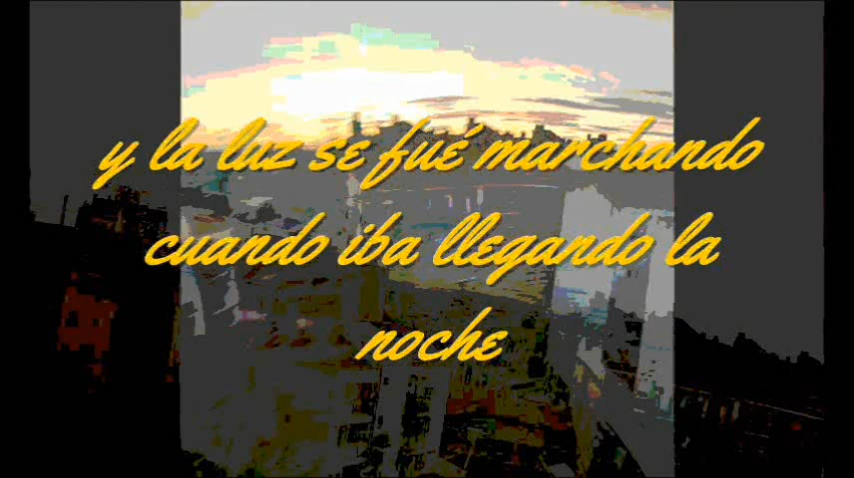 y la luz se fué marchando
cuando iba llegando la
noche